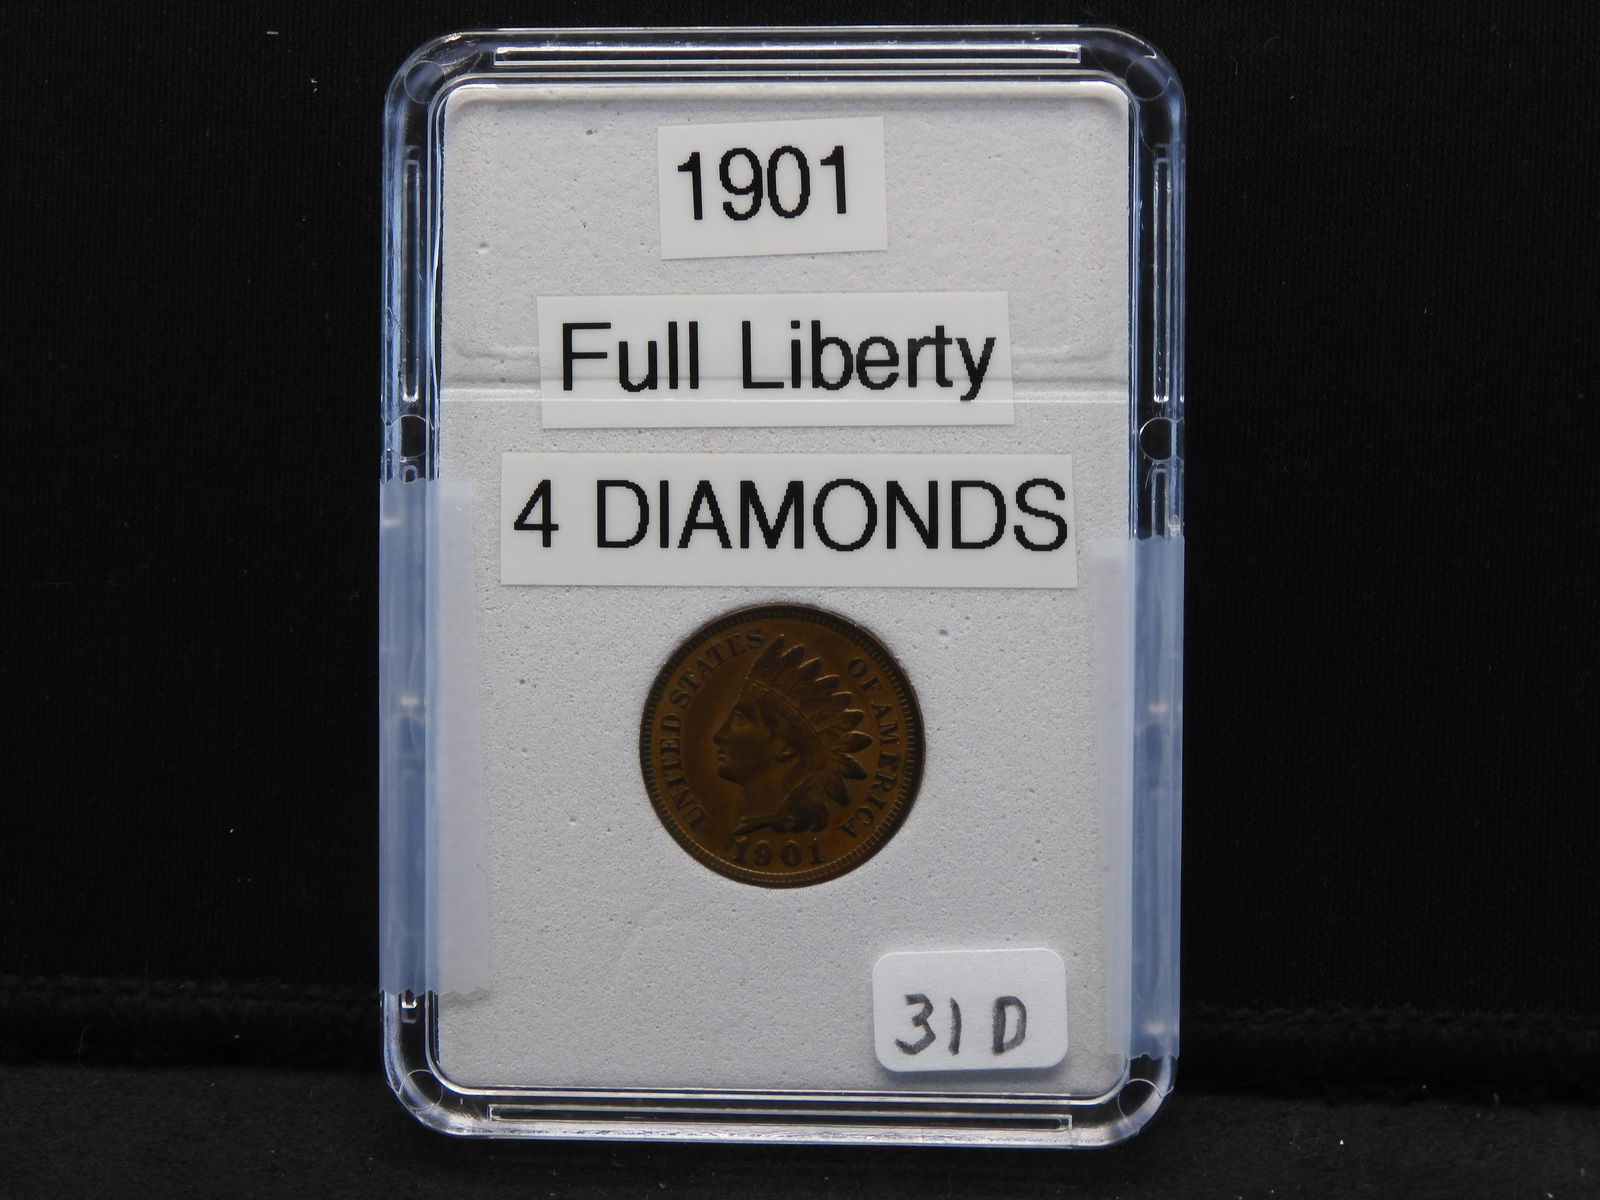 1901
Full Liberty
4 DIAMONDS
UNITED STATES OF AMERICA
1901
31D